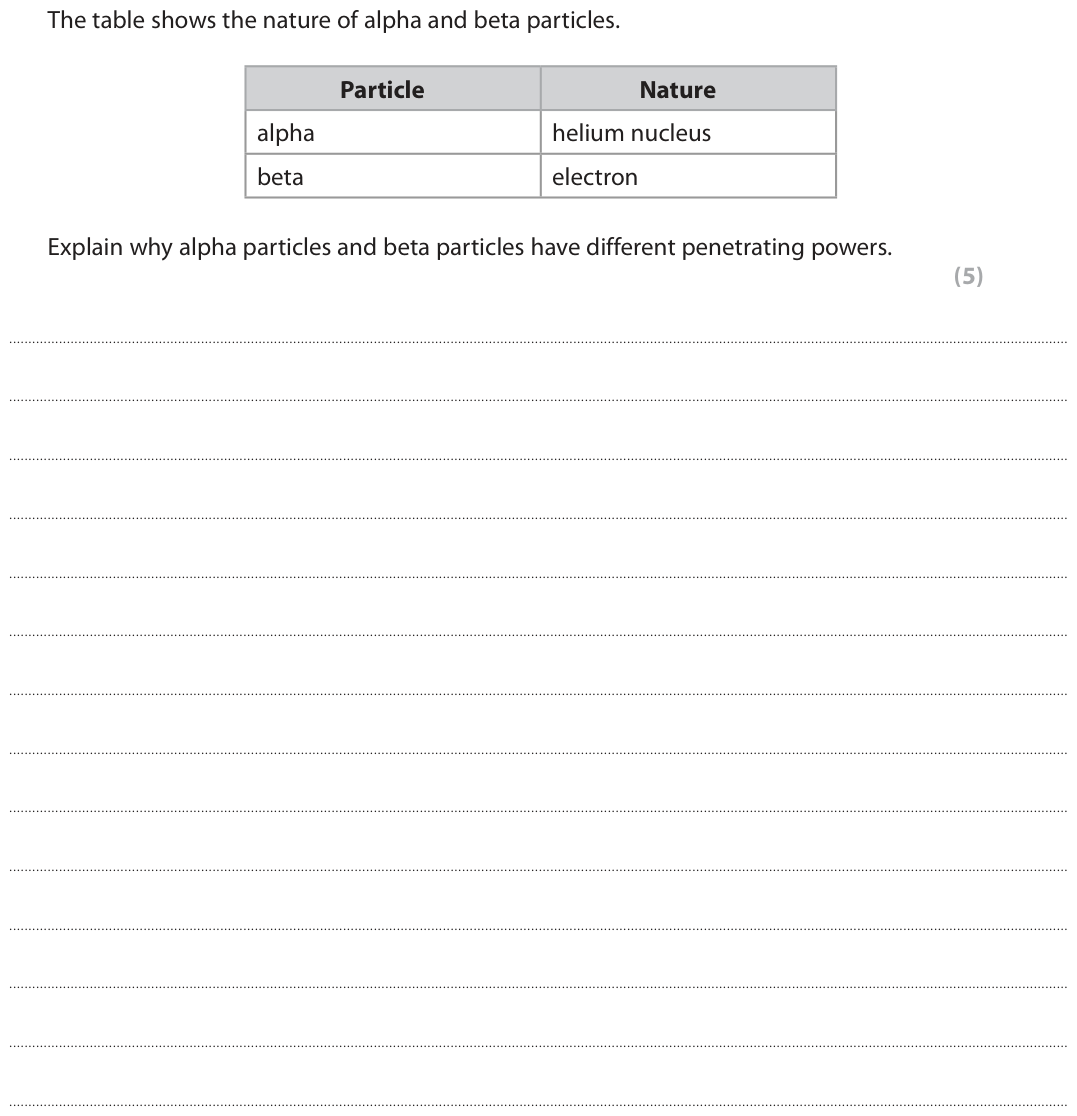 The table shows the nature of alpha and beta particles.
Particle Nature
alpha helium nucleus
beta electron
Explain why alpha particles and beta particles have different penetrating powers.
(5)